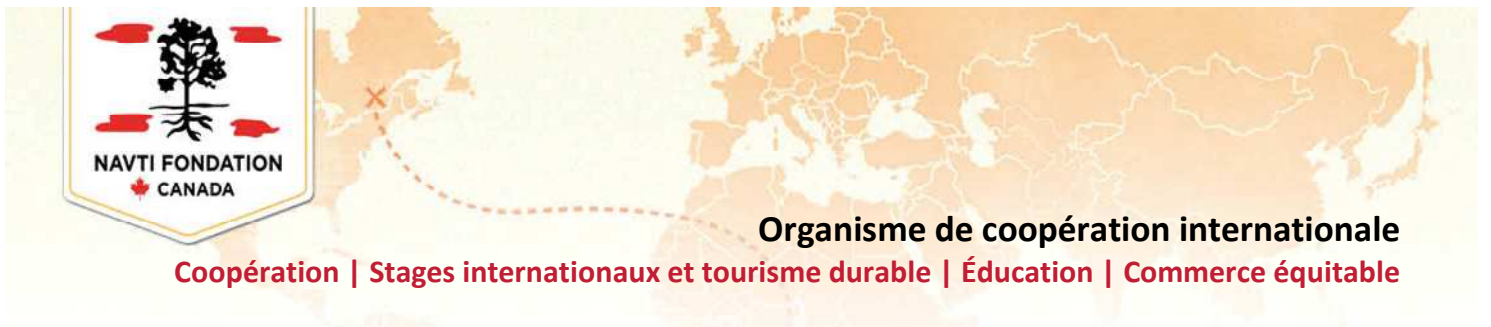 NAVTI FONDATION
CANADA
Organisme de coopération internationale
Coopération | Stages internationaux et tourisme durable | Éducation | Commerce équitable